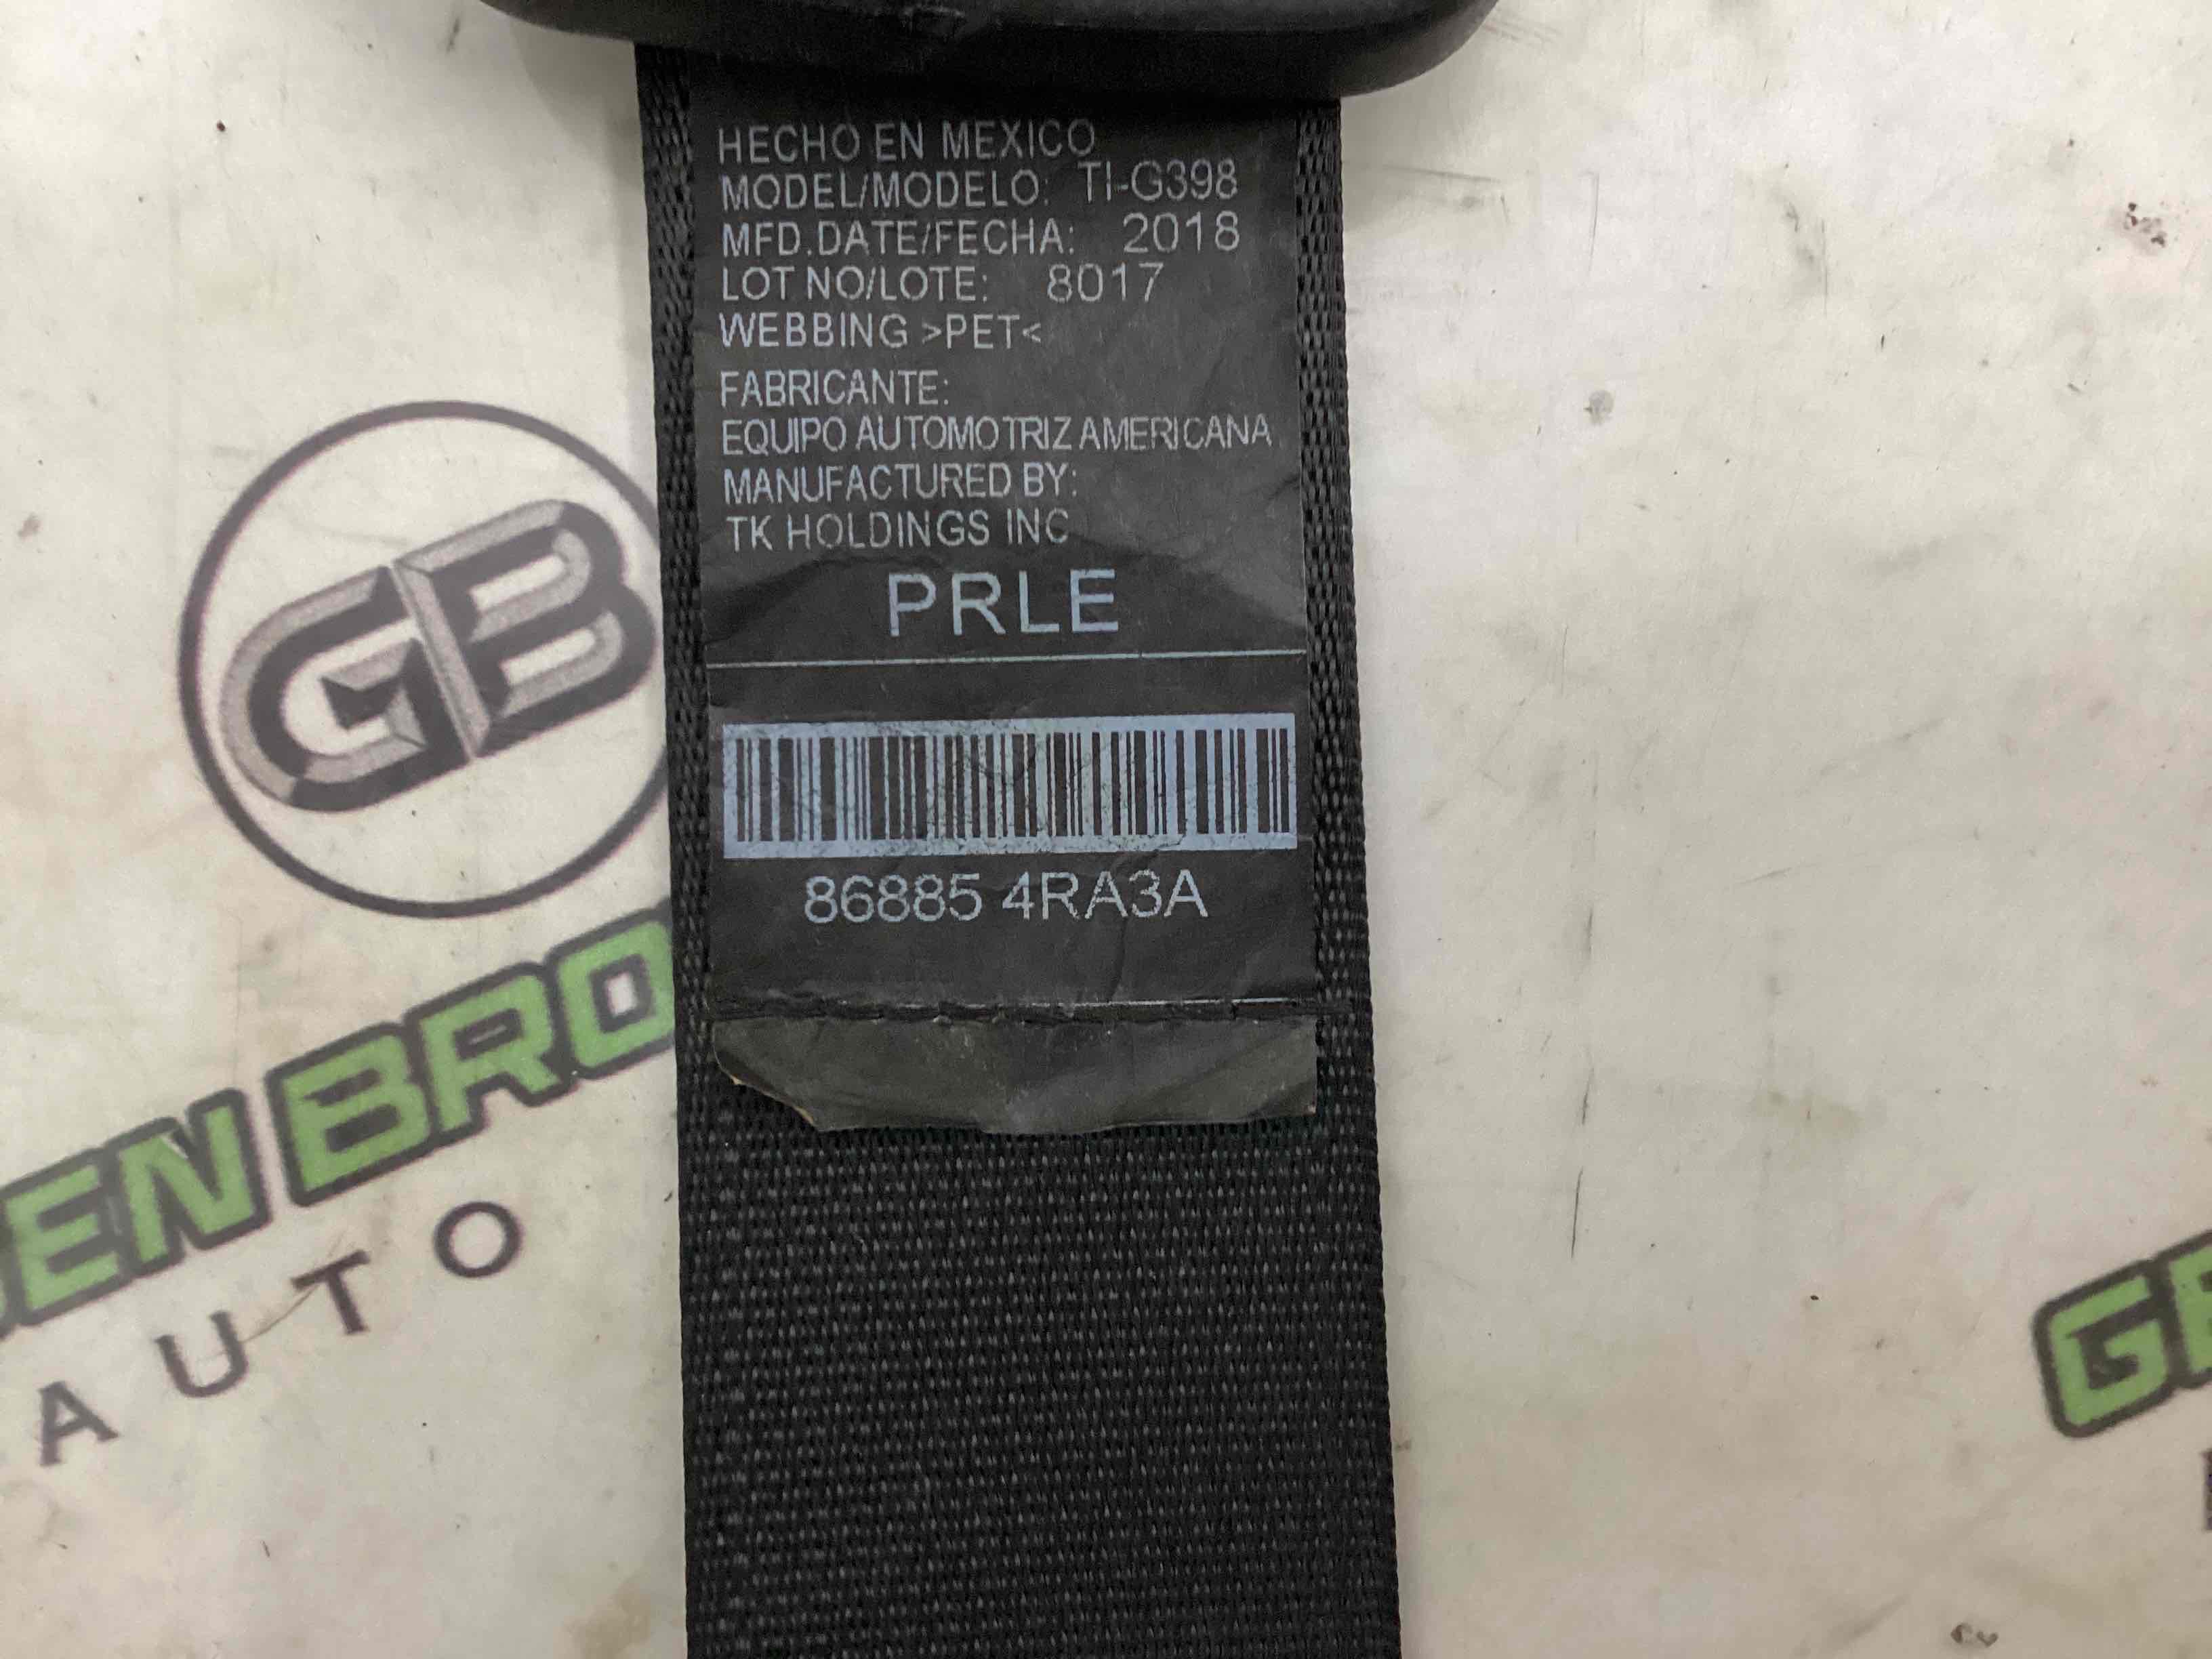 HECHO EN MEXICO
MODEL/MODELO: TI-G398
MFD.DATE/FECHA: 2018
LOT NO/LOTE: 8017
WEBBING >PET<
FABRICANTE:
EQUIPO AUTOMOTRIZ AMERICANA
MANUFACTURED BY:
TK HOLDINGS INC
PRLE
86885 4RA3A
GB
EN BRO
AUTO
G